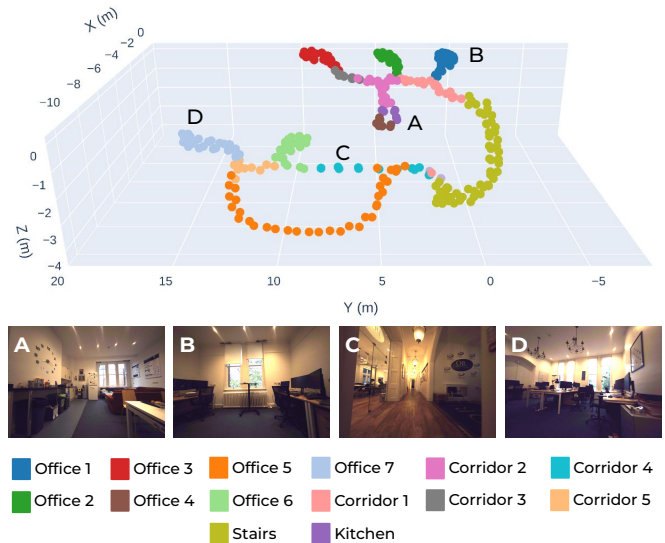 X (m)
−2
0
−4
−6
−8
−10
B
D
A
C
0
−1
−2
−3
−4
Z (m)
20
15
10
5
0
−5
Y (m)
A
B
C
D
Office 1
Office 3
Office 5
Office 7
Corridor 2
Corridor 4
Office 2
Office 4
Office 6
Corridor 1
Corridor 3
Corridor 5
Stairs
Kitchen